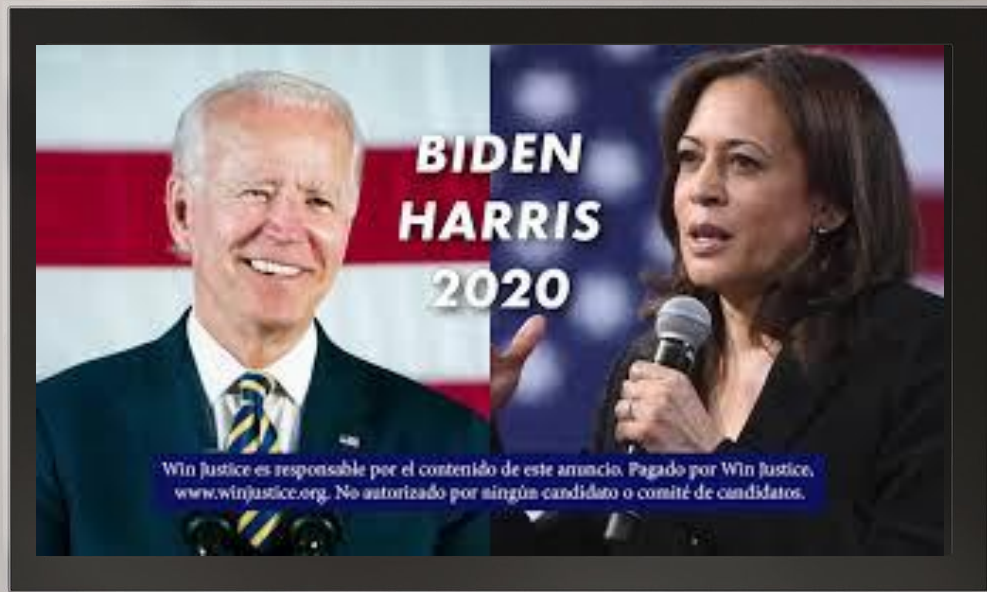 BIDEN
HARRIS
2020
Win Justice es responsable por el contenido de este anuncio. Pagado por Win Justice,
www.winjustice.org. No autorizado por ningún candidato o comité de candidatos.